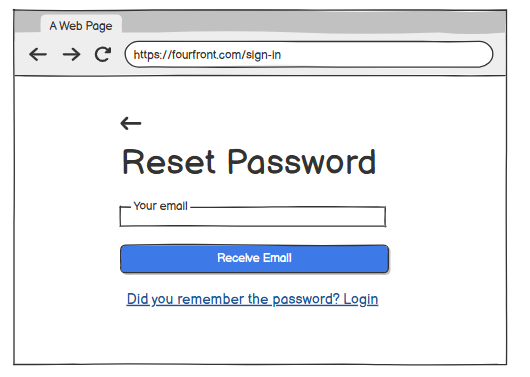 A Web Page
https://fourfront.com/sign-in
Reset Password
Your email
Receive Email
Did you remember the password? Login